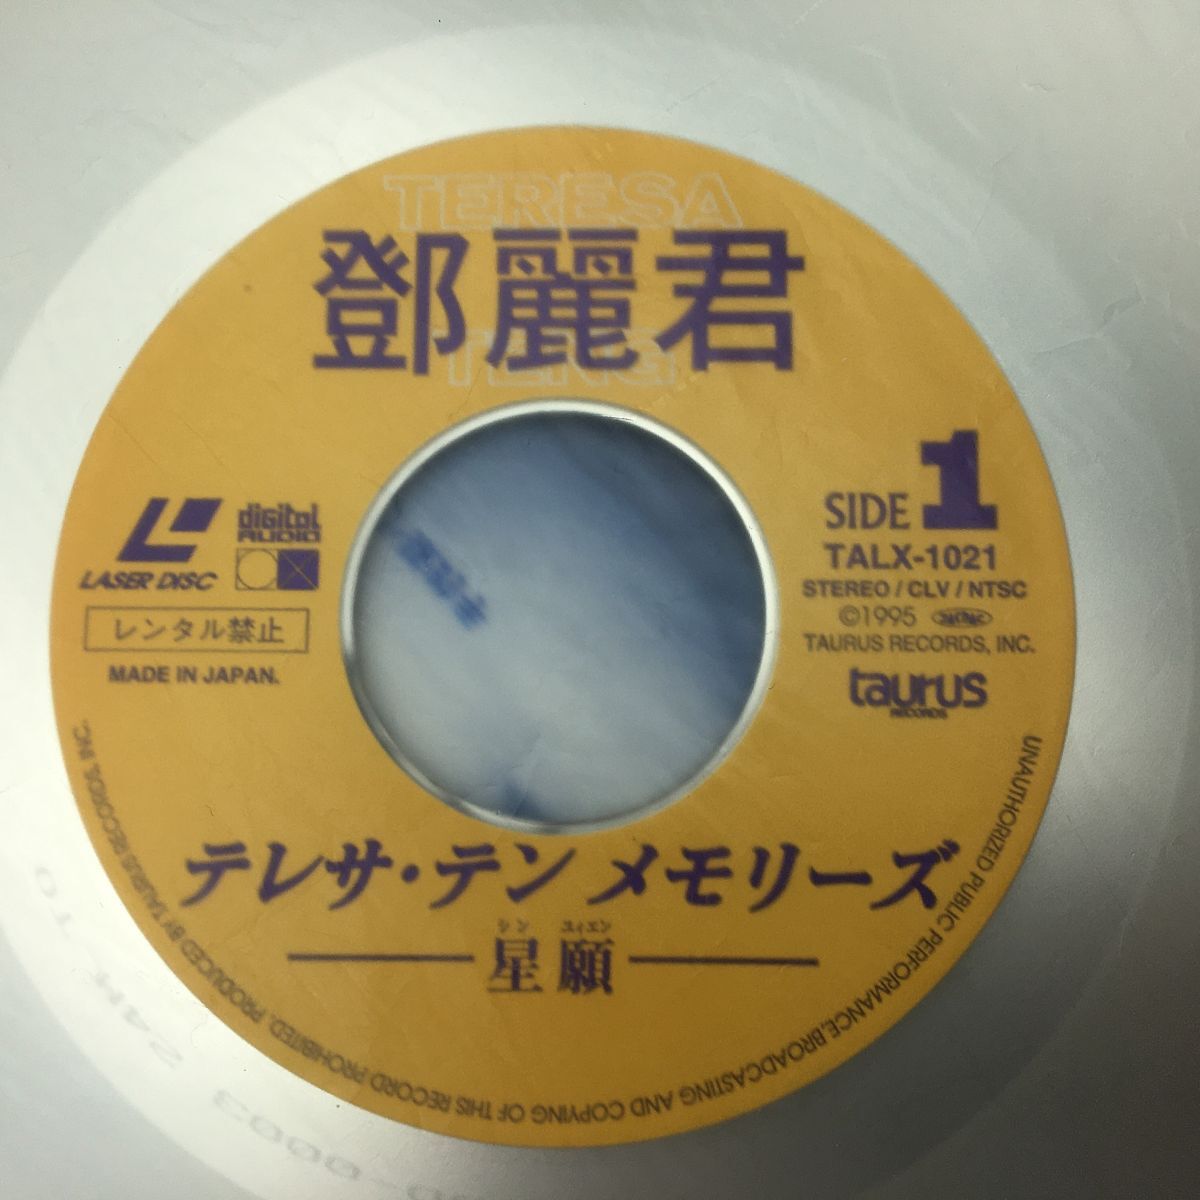 TERESA
鄧麗君
TENG
LASER DISC
digital
AUDIO
レンタル禁止
MADE IN JAPAN.
SIDE 1
TALX-1021
STEREO / CLV / NTSC
©1995
TAURUS RECORDS, INC.
taurus
RECORDS
テレサ・テン メモリーズ
シン ユィエン
星願
UNAUTHORIZED PUBLIC PERFORMANCE,BROADCASTING AND COPYING OF THIS RECORD PROHIBITED. PRODUCED BY TAURUS RECORDS, INC.